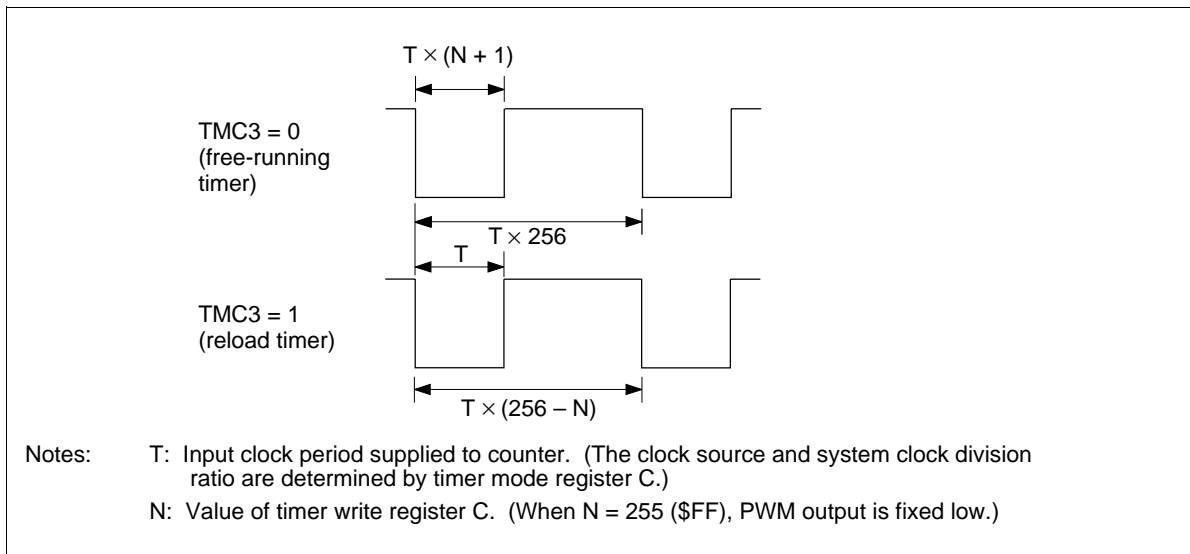 T × (N + 1)
TMC3 = 0
(free-running
timer)
T × 256
T
TMC3 = 1
(reload timer)
T × (256 – N)
Notes: T: Input clock period supplied to counter. (The clock source and system clock division
ratio are determined by timer mode register C.)
N: Value of timer write register C. (When N = 255 ($FF), PWM output is fixed low.)